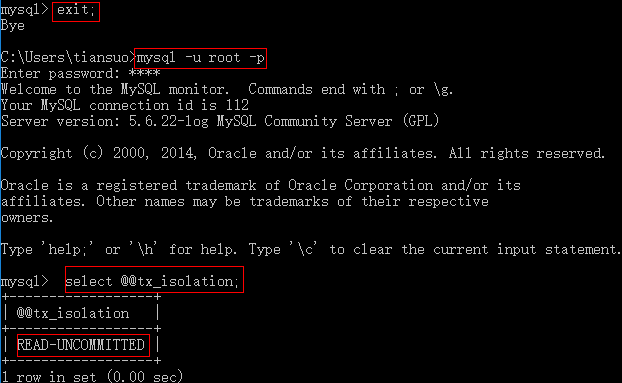 mysql> exit;
Bye
C:\Users\tiansuo>mysql -u root -p
Enter password: ****
Welcome to the MySQL monitor.  Commands end with ; or \g.
Your MySQL connection id is 112
Server version: 5.6.22-log MySQL Community Server (GPL)
Copyright (c) 2000, 2014, Oracle and/or its affiliates. All rights reserved.
Oracle is a registered trademark of Oracle Corporation and/or its
affiliates. Other names may be trademarks of their respective
owners.
Type 'help;' or '\h' for help. Type '\c' to clear the current input statement.
mysql>  select @@tx_isolation;
+------------------+
| @@tx_isolation   |
+------------------+
| READ-UNCOMMITTED |
+------------------+
1 row in set (0.00 sec)